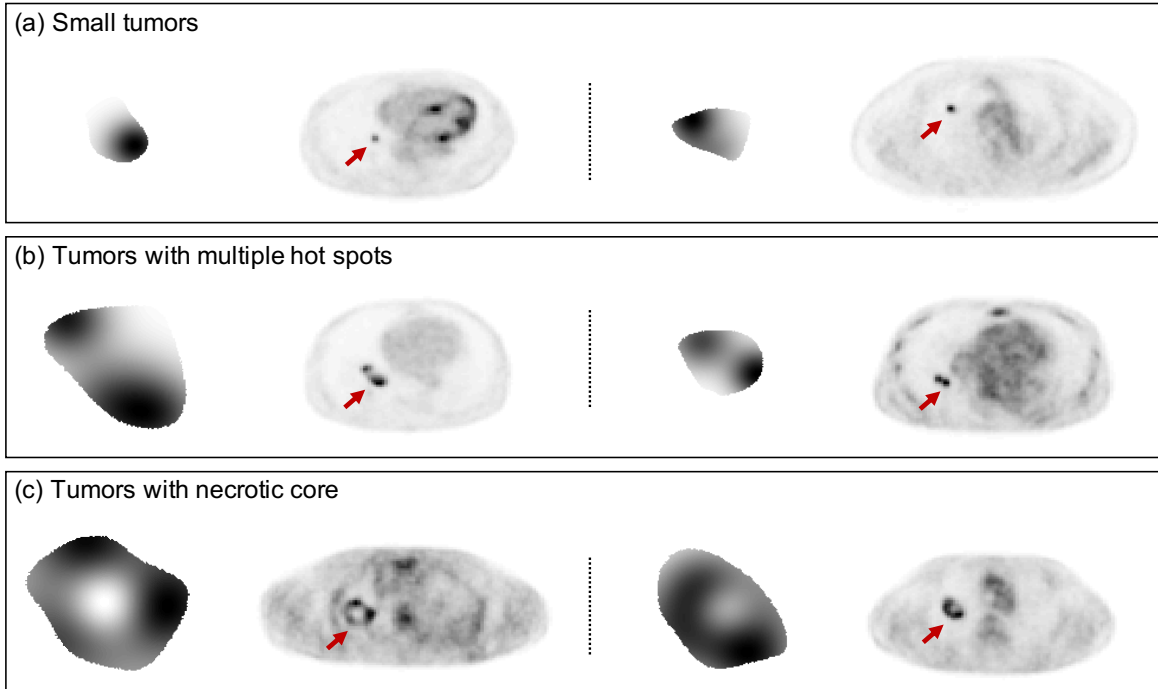 (a) Small tumors
(b) Tumors with multiple hot spots
(c) Tumors with necrotic core